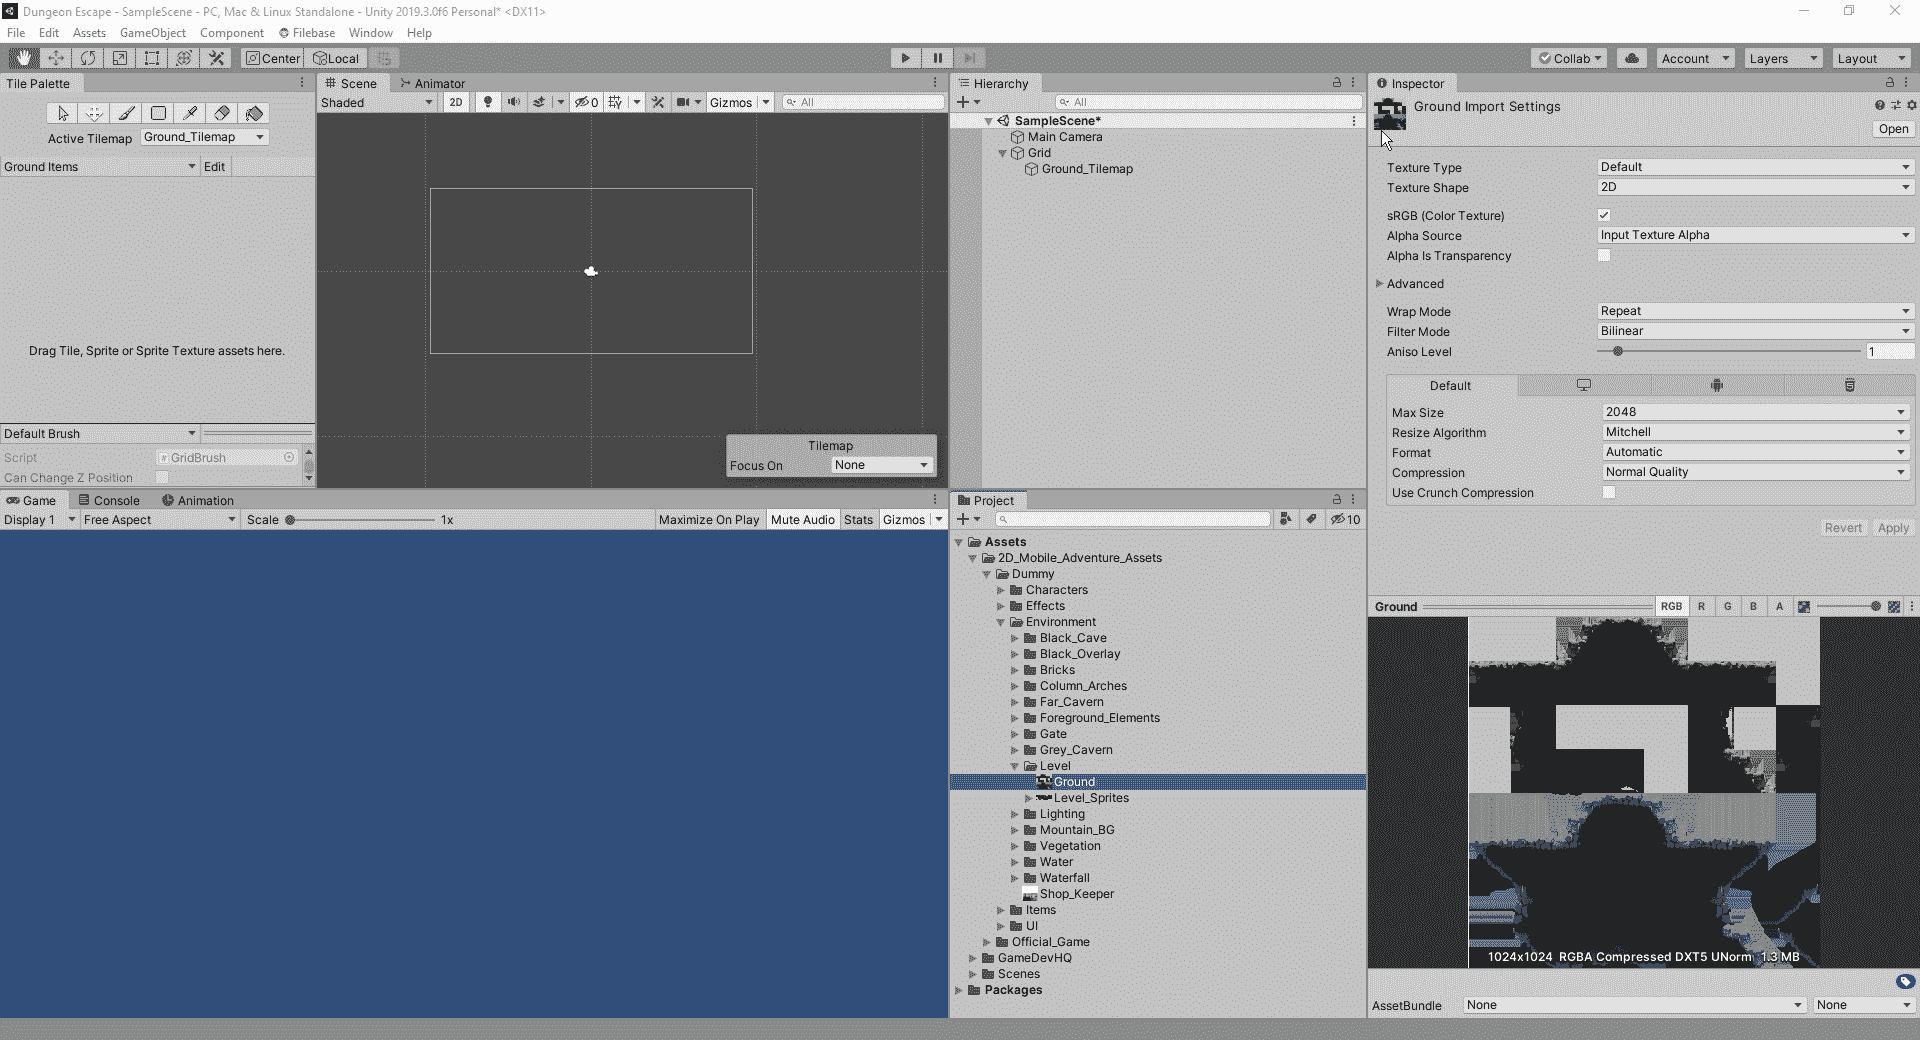 Dungeon Escape - SampleScene - PC, Mac & Linux Standalone - Unity 2019.3.0f6 Personal* <DX11>
File Edit Assets GameObject Component Filebase Window Help
Center Local Collab Account Layers Layout
Tile Palette
Active Tilemap Ground_Tilemap
Ground Items Edit
Drag Tile, Sprite or Sprite Texture assets here.
Default Brush
Script GridBrush
Can Change Z Position
Scene Animator
Shaded 2D 0 Gizmos All
Tilemap
Focus On None
Hierarchy
All
SampleScene*
Main Camera
Grid
Ground_Tilemap
Game Console Animation
Display 1 Free Aspect Scale 1x Maximize On Play Mute Audio Stats Gizmos
Project
10
Assets
2D_Mobile_Adventure_Assets
Dummy
Characters
Effects
Environment
Black_Cave
Black_Overlay
Bricks
Column_Arches
Far_Cavern
Foreground_Elements
Gate
Grey_Cavern
Level
Ground
Level_Sprites
Lighting
Mountain_BG
Vegetation
Water
Waterfall
Shop_Keeper
Items
UI
Official_Game
GameDevHQ
Scenes
Packages
Inspector
Ground Import Settings
Open
Texture Type Default
Texture Shape 2D
sRGB (Color Texture)
Alpha Source Input Texture Alpha
Alpha Is Transparency
Advanced
Wrap Mode Repeat
Filter Mode Bilinear
Aniso Level 1
Default
Max Size 2048
Resize Algorithm Mitchell
Format Automatic
Compression Normal Quality
Use Crunch Compression
Revert Apply
Ground RGB R G B A
1024x1024 RGBA Compressed DXT5 UNorm 1.3 MB
AssetBundle None None